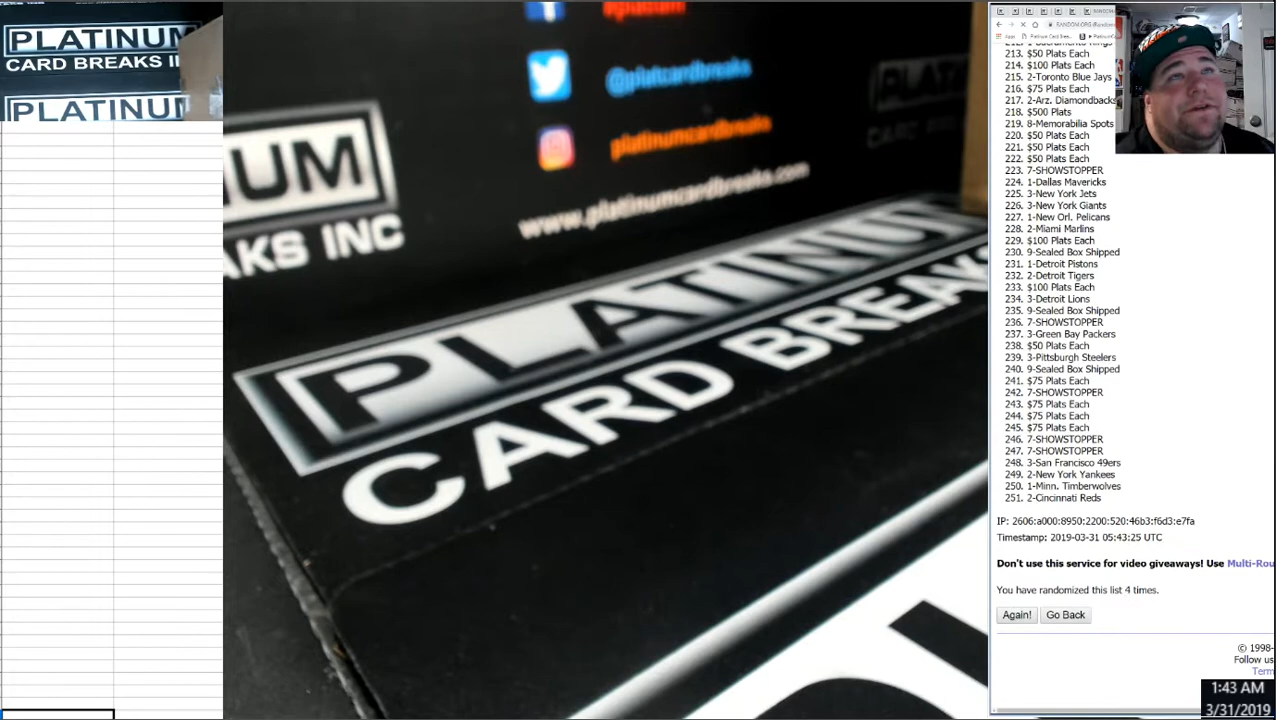 PLATINUM
CARD BREAKS I
PLATINUM
@platcardbreaks
platinumcardbreaks
www.platinumcardbreaks.com
NUM
AKS INC
PLATINUM
CARD BREAKS
RANDOM.ORG
Apps
213. $50 Plats Each
214. $100 Plats Each
215. 2-Toronto Blue Jays
216. $75 Plats Each
217. 2-Arz. Diamondbacks
218. $500 Plats
219. 8-Memorabilia Spots
220. $50 Plats Each
221. $50 Plats Each
222. $50 Plats Each
223. 7-SHOWSTOPPER
224. 1-Dallas Mavericks
225. 3-New York Jets
226. 3-New York Giants
227. 1-New Orl. Pelicans
228. 2-Miami Marlins
229. $100 Plats Each
230. 9-Sealed Box Shipped
231. 1-Detroit Pistons
232. 2-Detroit Tigers
233. $100 Plats Each
234. 3-Detroit Lions
235. 9-Sealed Box Shipped
236. 7-SHOWSTOPPER
237. 3-Green Bay Packers
238. $50 Plats Each
239. 3-Pittsburgh Steelers
240. 9-Sealed Box Shipped
241. $75 Plats Each
242. 7-SHOWSTOPPER
243. $75 Plats Each
244. $75 Plats Each
245. $75 Plats Each
246. 7-SHOWSTOPPER
247. 7-SHOWSTOPPER
248. 3-San Francisco 49ers
249. 2-New York Yankees
250. 1-Minn. Timberwolves
251. 2-Cincinnati Reds
IP: 2606:a000:8950:2200:520:46b3:f6d3:e7fa
Timestamp: 2019-03-31 05:43:25 UTC
Don't use this service for video giveaways! Use Multi-Rou
You have randomized this list 4 times.
Again! Go Back
© 1998-
Follow us
Term
1:43 AM
3/31/2019